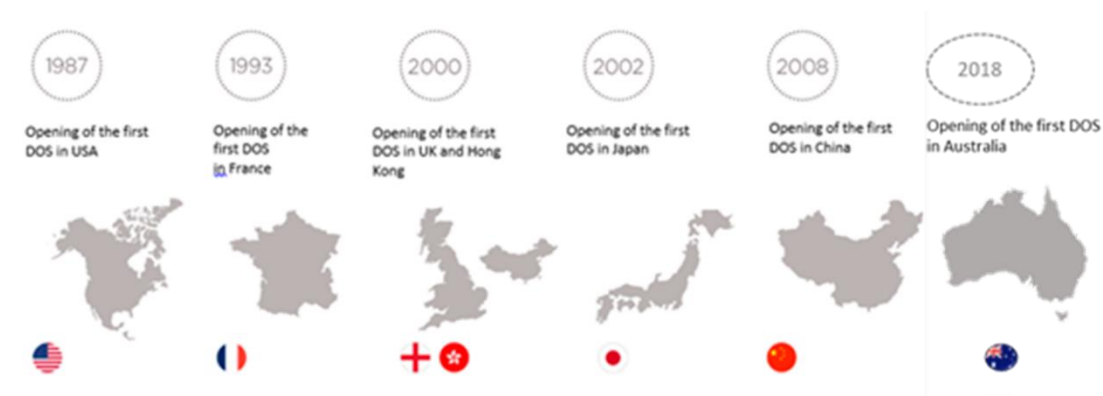 1987
Opening of the first
DOS in USA
1993
Opening of the
first DOS
in France
2000
Opening of the first
DOS in UK and Hong
Kong
2002
Opening of the first
DOS in Japan
2008
Opening of the first
DOS in China
2018
Opening of the first DOS
in Australia